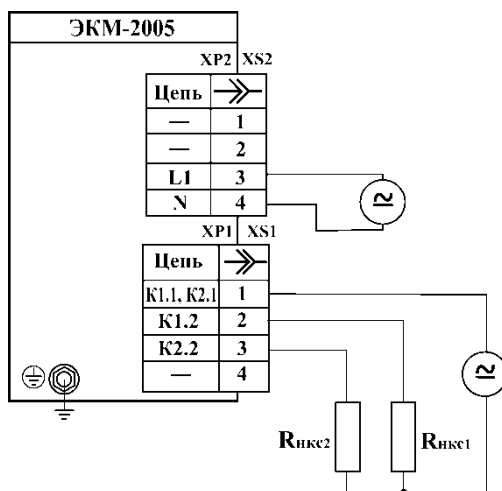 ЭКМ-2005
XP2 XS2
Цепь
— 1
— 2
L1 3
N 4
XP1 XS1
Цепь
К1.1, К2.1 1
К1.2 2
К2.2 3
— 4
Rнкс2 Rнкс1